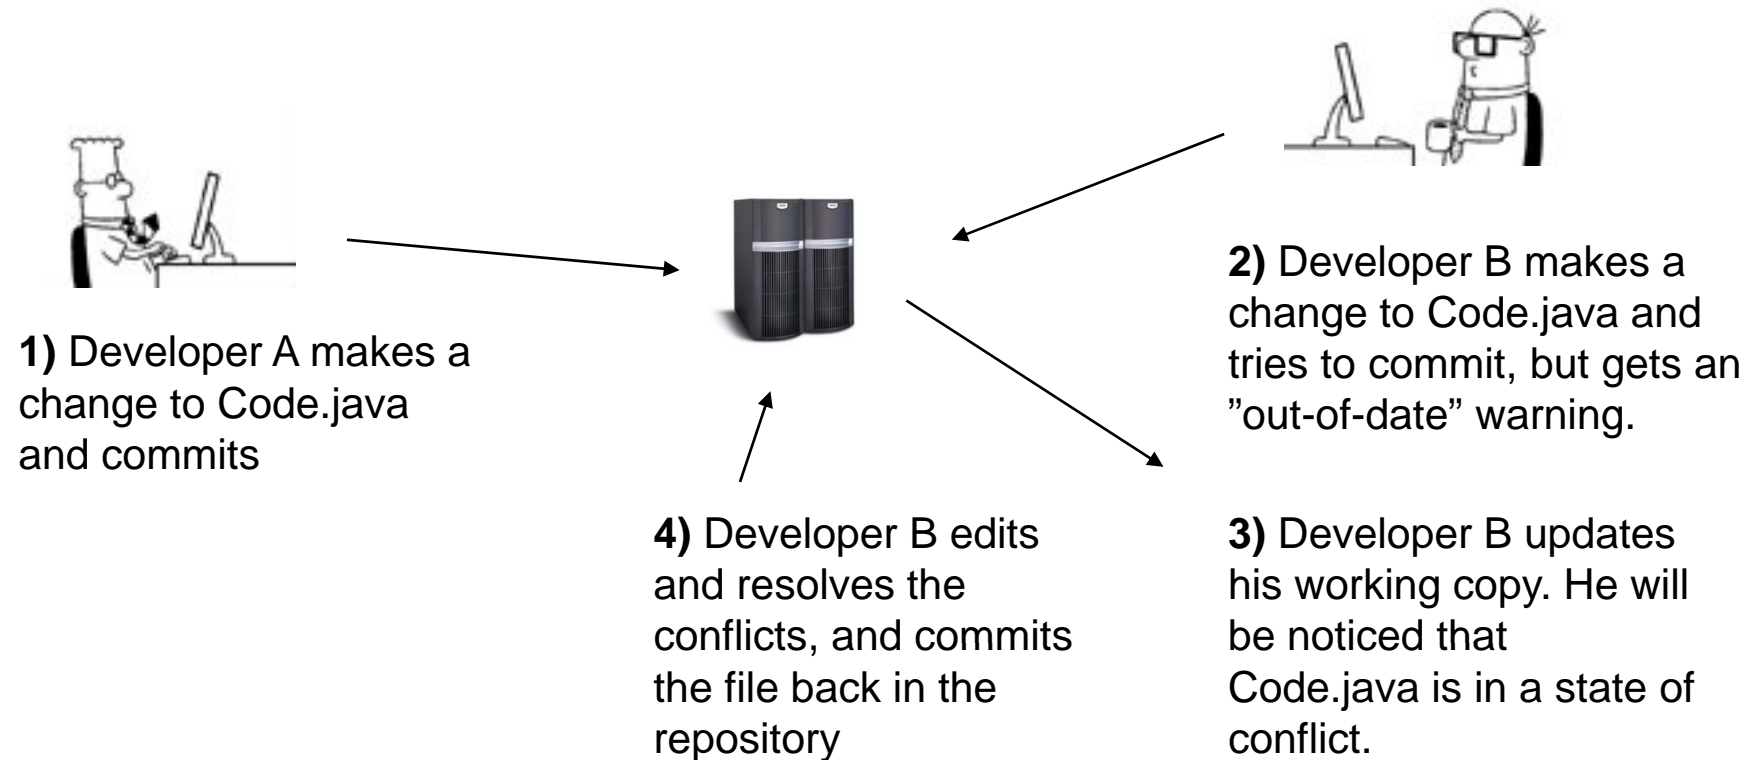 1) Developer A makes a
change to Code.java
and commits
2) Developer B makes a
change to Code.java and
tries to commit, but gets an
”out-of-date” warning.
3) Developer B updates
his working copy. He will
be noticed that
Code.java is in a state of
conflict.
4) Developer B edits
and resolves the
conflicts, and commits
the file back in the
repository